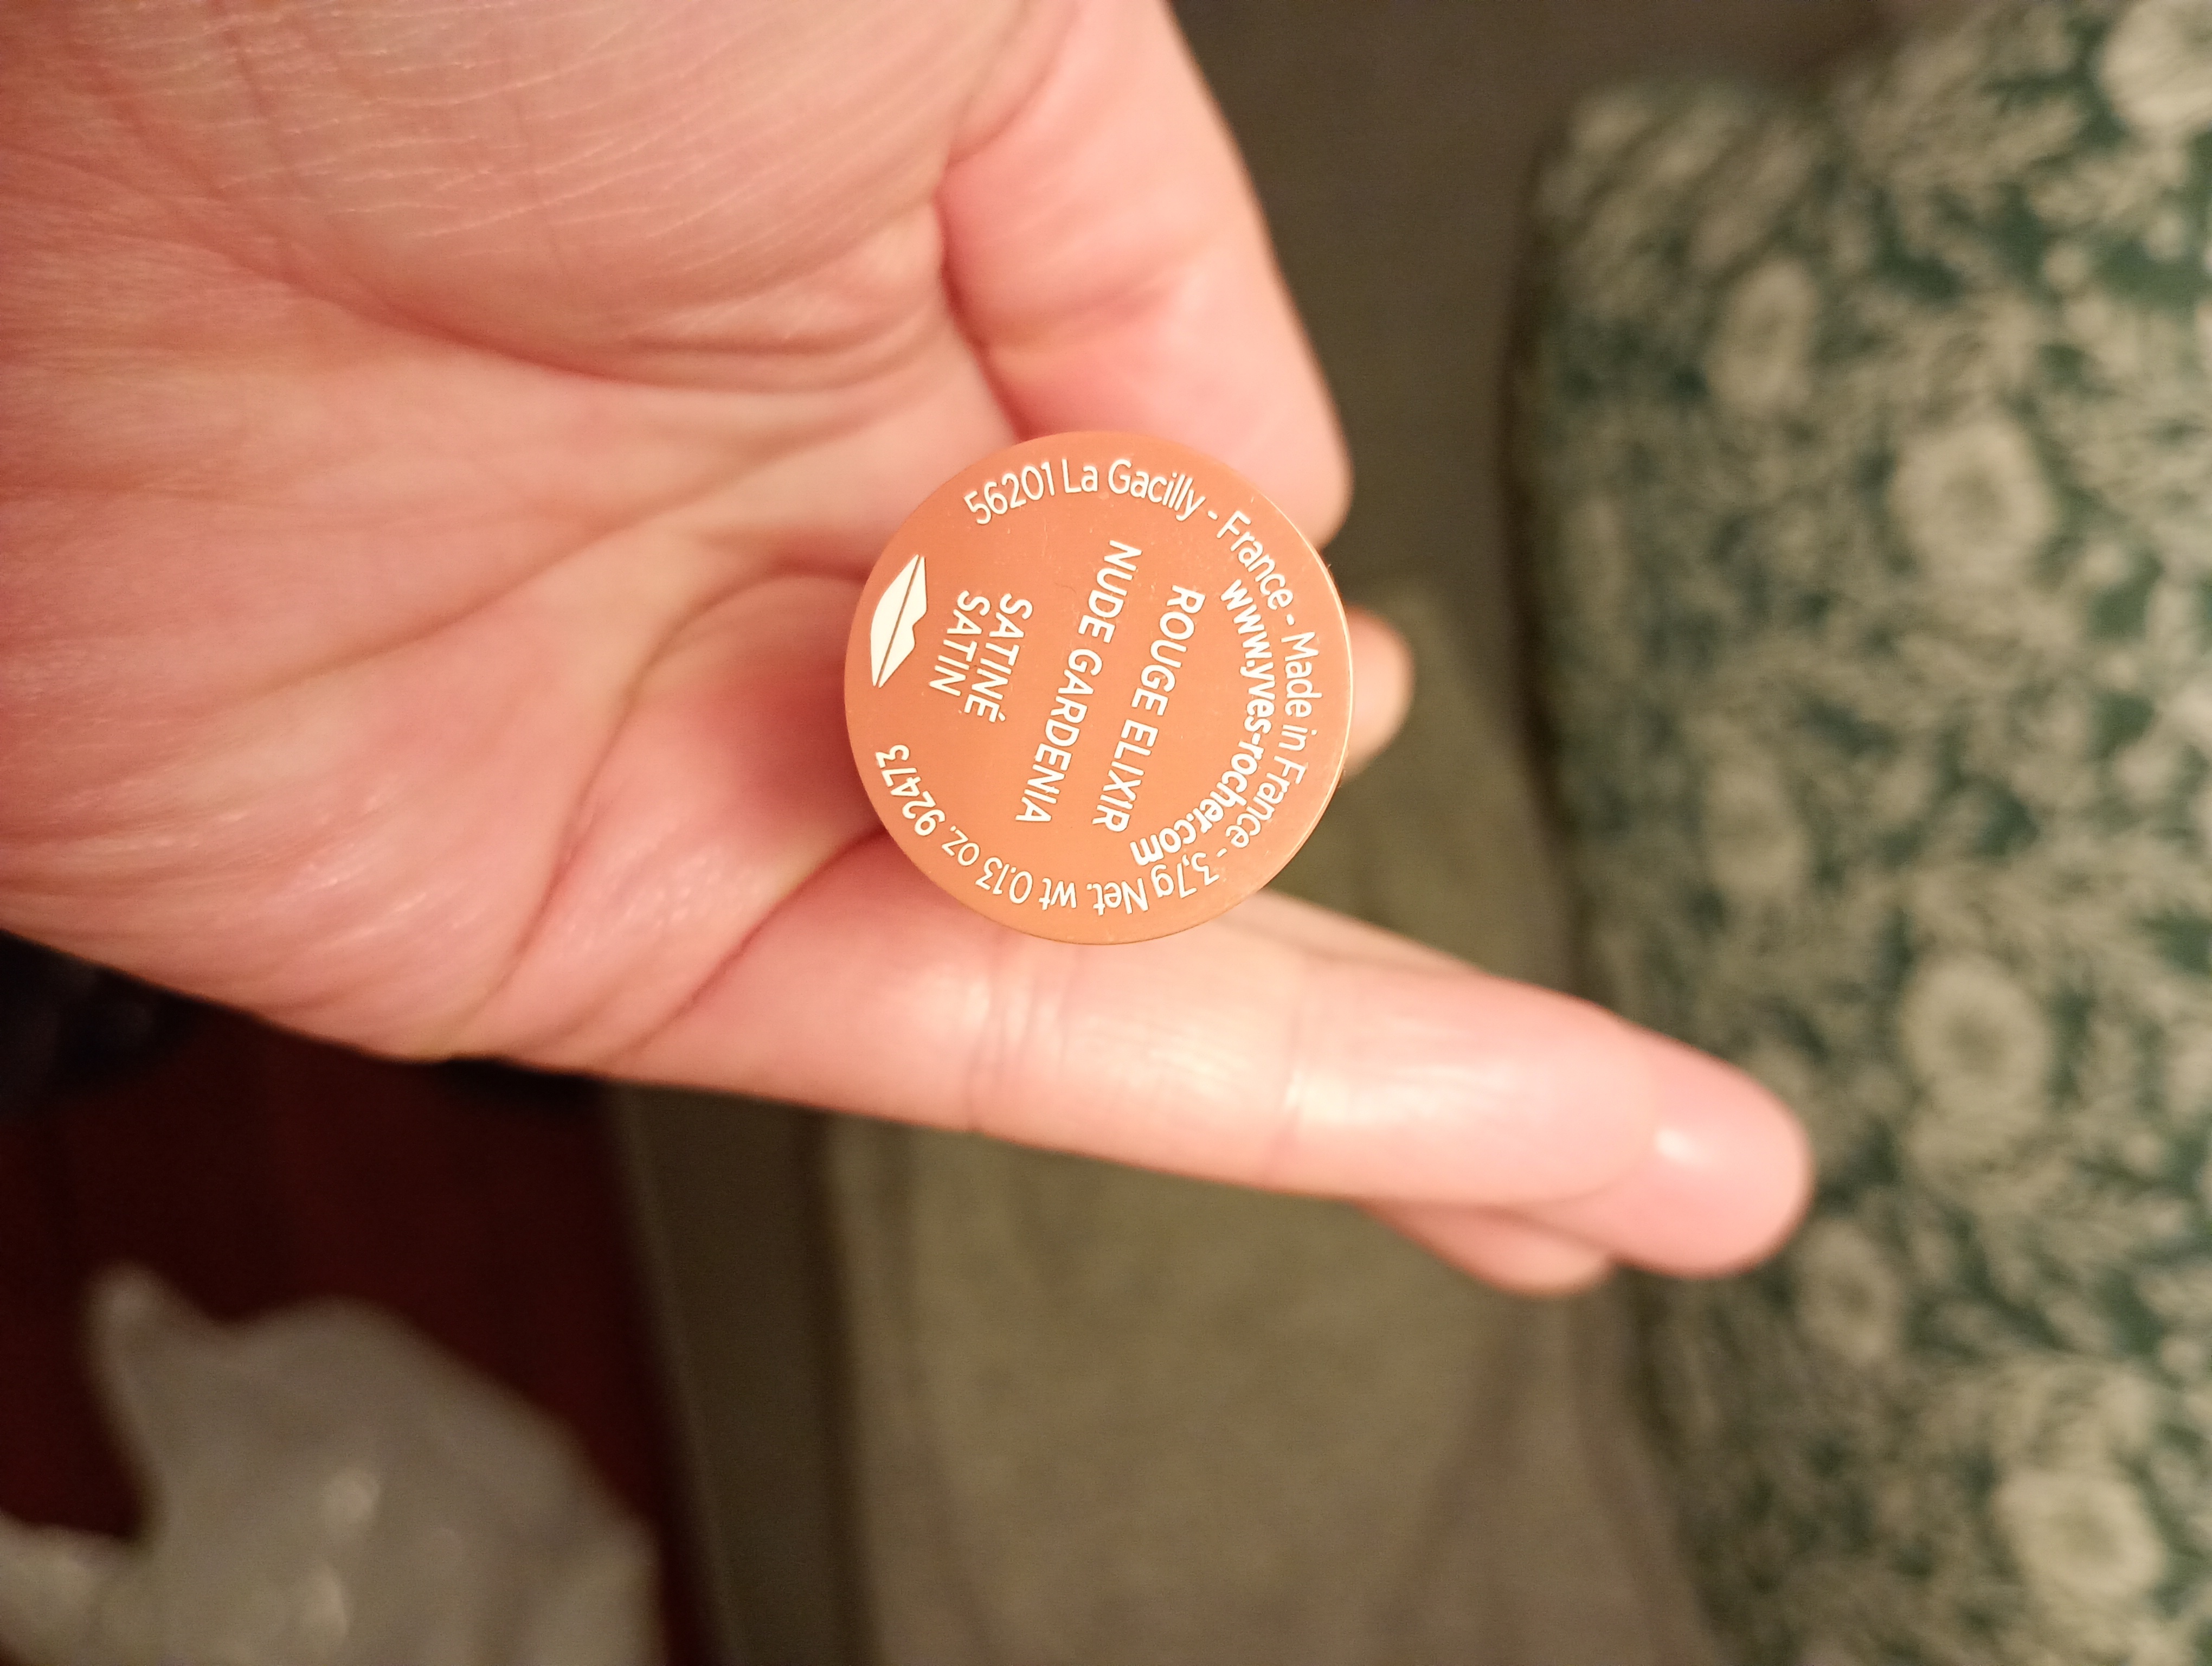 56201 La Gacilly - France - Made in France - 3,7g Net. wt 0.13 oz. 92473
www.yves-rocher.com
ROUGE ELIXIR
NUDE GARDENIA
SATINÉ
SATIN